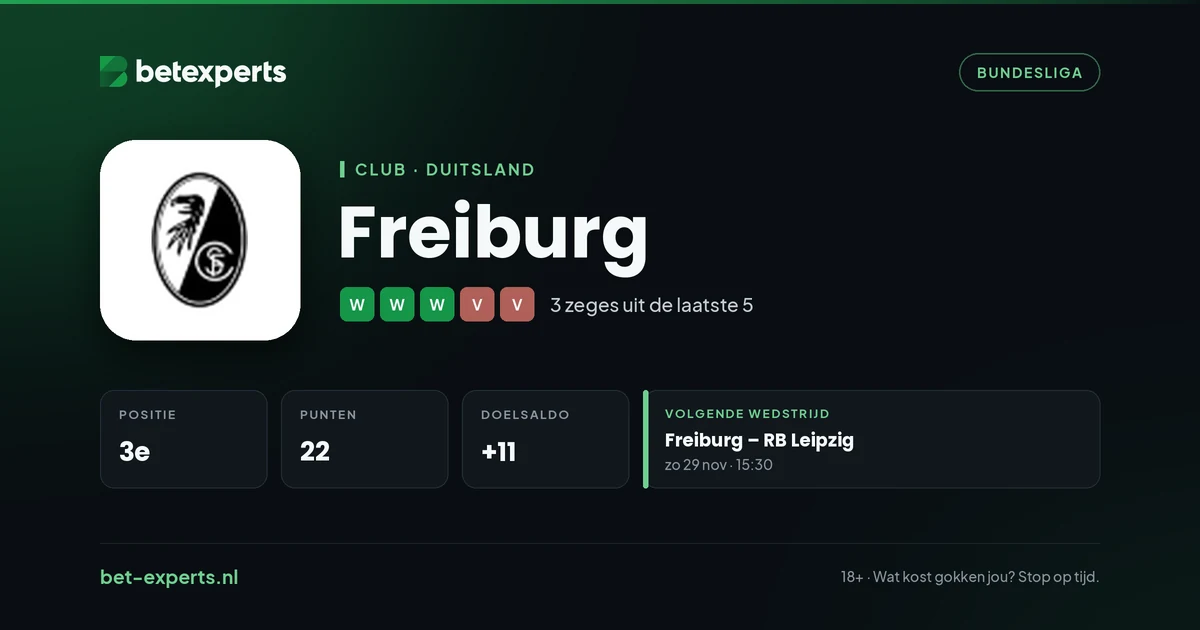 betexperts
BUNDESLIGA
CLUB · DUITSLAND
Freiburg
W W W V V 3 zeges uit de laatste 5
POSITIE
3e
PUNTEN
22
DOELSALDO
+11
VOLGENDE WEDSTRIJD
Freiburg – RB Leipzig
zo 29 nov · 15:30
bet-experts.nl
18+ · Wat kost gokken jou? Stop op tijd.